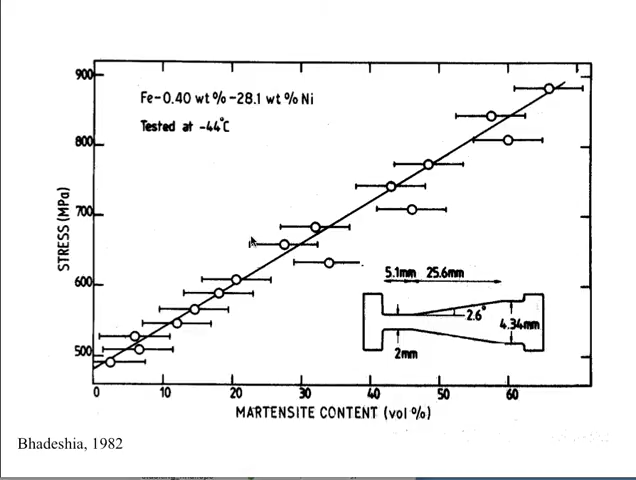 900
Fe-0.40 wt%-28.1 wt%Ni
Tested at -44°C
800
700
600
500
STRESS (MPa)
5.1mm 25.6mm
2.6°
4.34mm
2mm
0 10 20 30 40 50 60
MARTENSITE CONTENT (vol %)
Bhadeshia, 1982